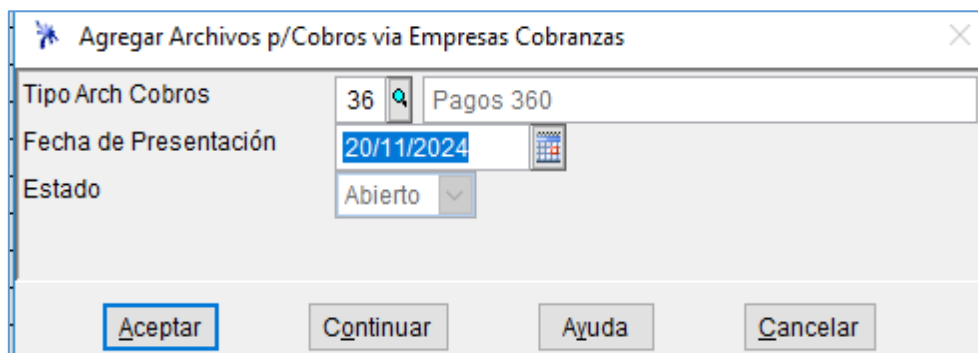 Agregar Archivos p/Cobros via Empresas Cobranzas
Tipo Arch Cobros 36 Pagos 360
Fecha de Presentación 20/11/2024
Estado Abierto
Aceptar Continuar Ayuda Cancelar